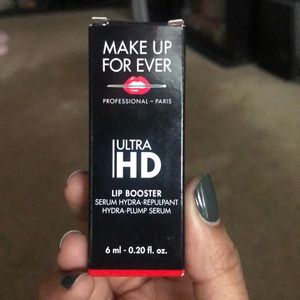 MAKE UP
FOR EVER
PROFESSIONAL – PARIS
ULTRA
HD
LIP BOOSTER
SERUM HYDRA-REPULPANT
HYDRA-PLUMP SERUM
6 ml - 0.20 fl. oz.